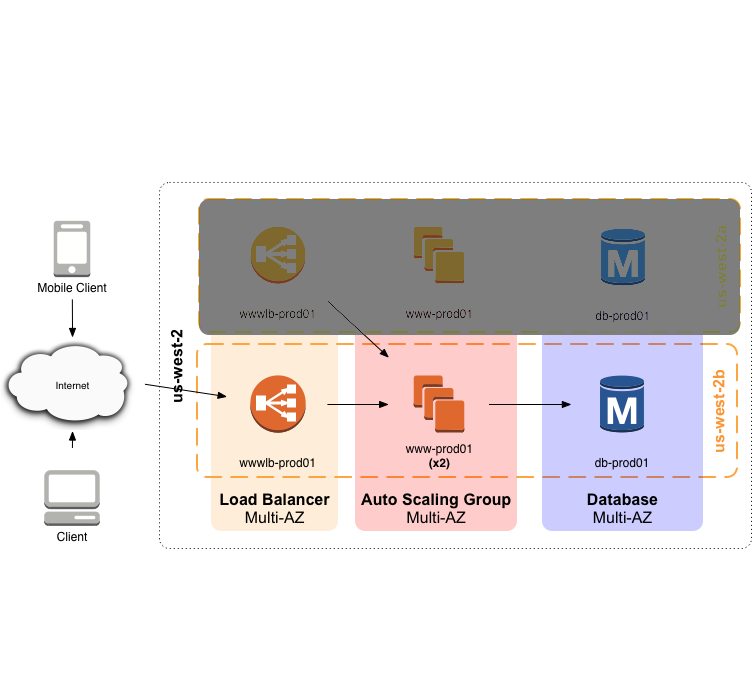 Mobile Client
Internet
Client
us-west-2
wwwlb-prod01
www-prod01
db-prod01
us-west-2a
M
wwwlb-prod01
www-prod01
(x2)
db-prod01
us-west-2b
M
Load Balancer
Multi-AZ
Auto Scaling Group
Multi-AZ
Database
Multi-AZ